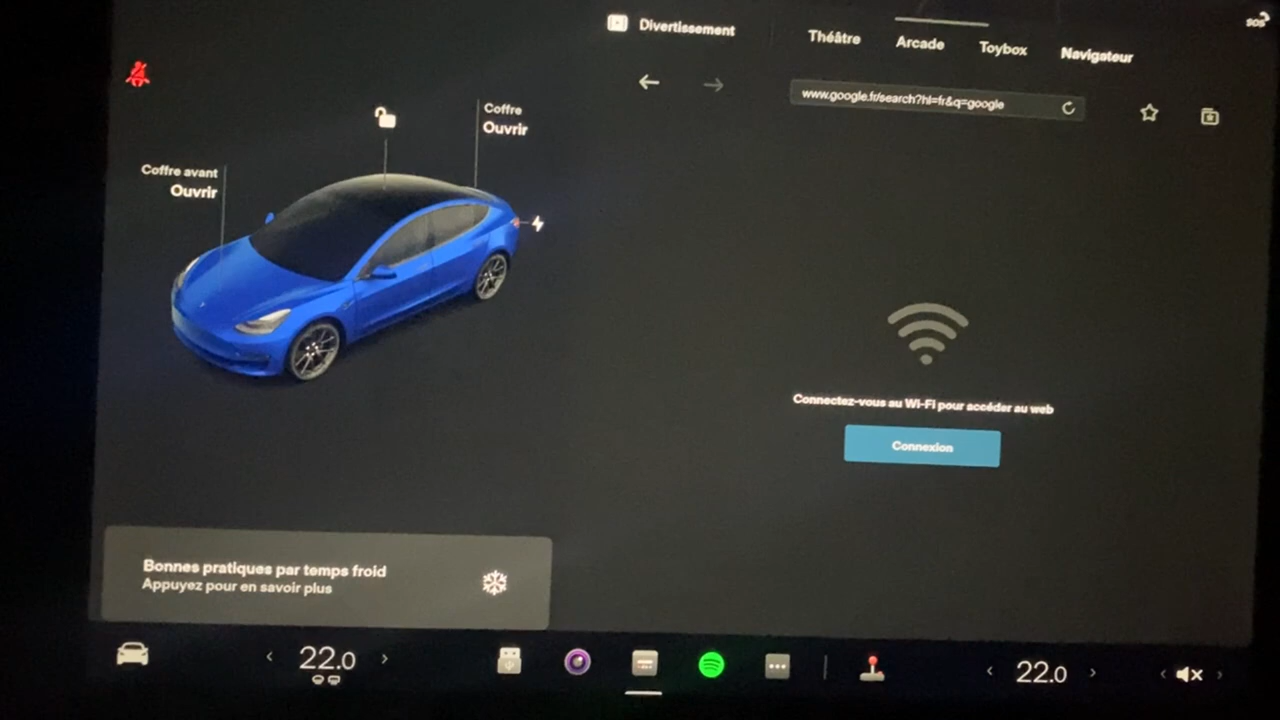 Divertissement
Théâtre
Arcade
Toybox
Navigateur
sos
www.google.fr/search?hl=fr&q=google
Coffre
Ouvrir
Coffre avant
Ouvrir
Connectez-vous au Wi-Fi pour accéder au web
Connexion
Bonnes pratiques par temps froid
Appuyez pour en savoir plus
22.0
22.0